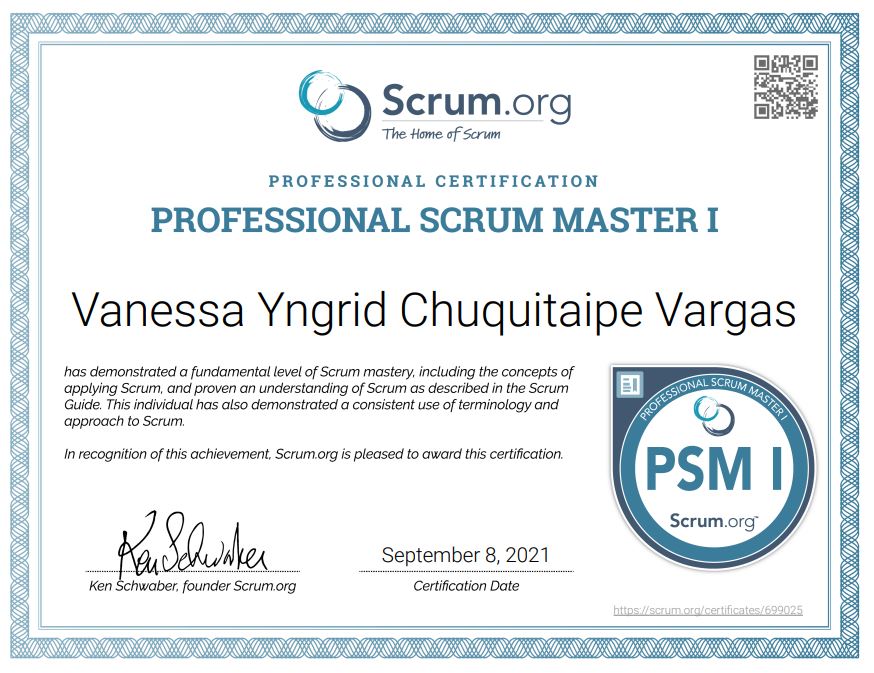 Scrum.org
The Home of Scrum
PROFESSIONAL CERTIFICATION
PROFESSIONAL SCRUM MASTER I
Vanessa Yngrid Chuquitaipe Vargas
has demonstrated a fundamental level of Scrum mastery, including the concepts of
applying Scrum, and proven an understanding of Scrum as described in the Scrum
Guide. This individual has also demonstrated a consistent use of terminology and
approach to Scrum.
In recognition of this achievement, Scrum.org is pleased to award this certification.
PROFESSIONAL SCRUM MASTER I
PSM I
Scrum.org™
Ken Schwaber
September 8, 2021
Ken Schwaber, founder Scrum.org
Certification Date
https://scrum.org/certificates/699025